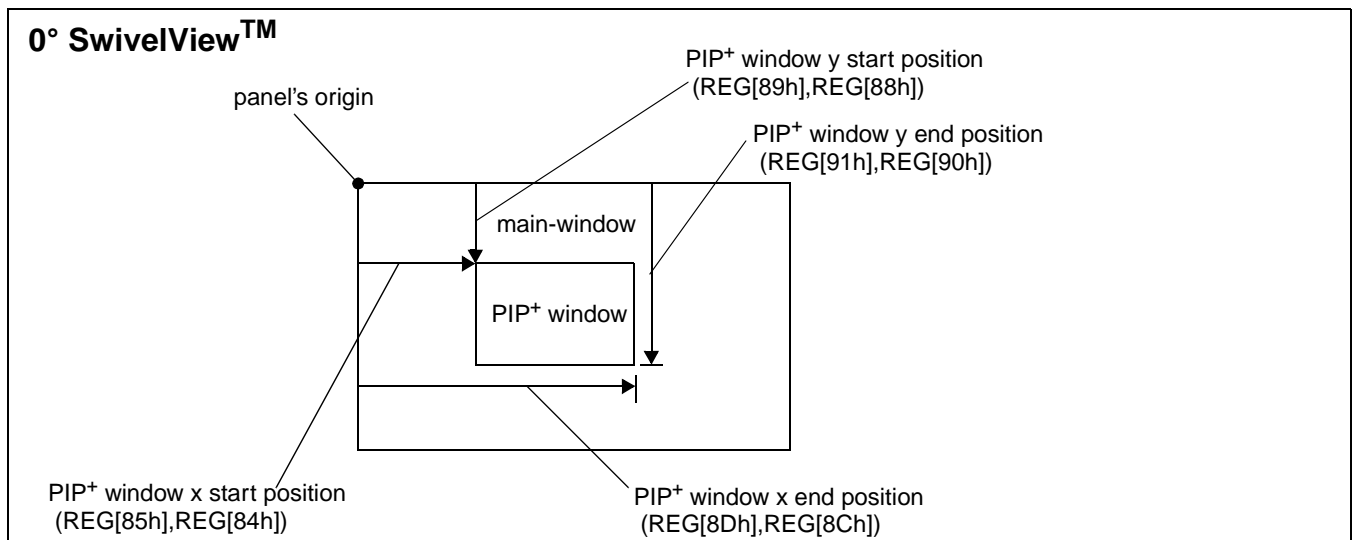 0° SwivelView™
PIP+ window y start position
(REG[89h],REG[88h])
panel's origin
PIP+ window y end position
(REG[91h],REG[90h])
main-window
PIP+ window
PIP+ window x start position
(REG[85h],REG[84h])
PIP+ window x end position
(REG[8Dh],REG[8Ch])